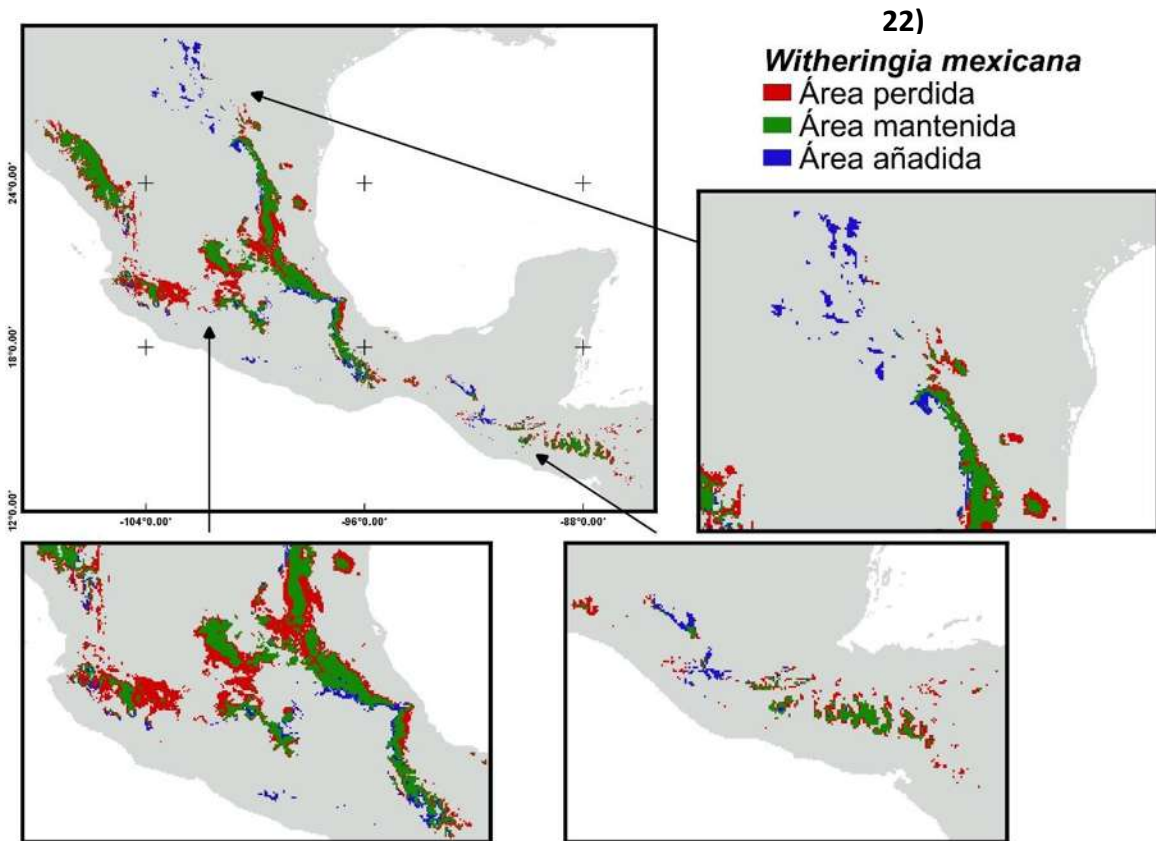 22)
Witheringia mexicana
Área perdida
Área mantenida
Área añadida
24°0.00'
18°0.00'
12°0.00'
-104°0.00'
-96°0.00'
-88°0.00'